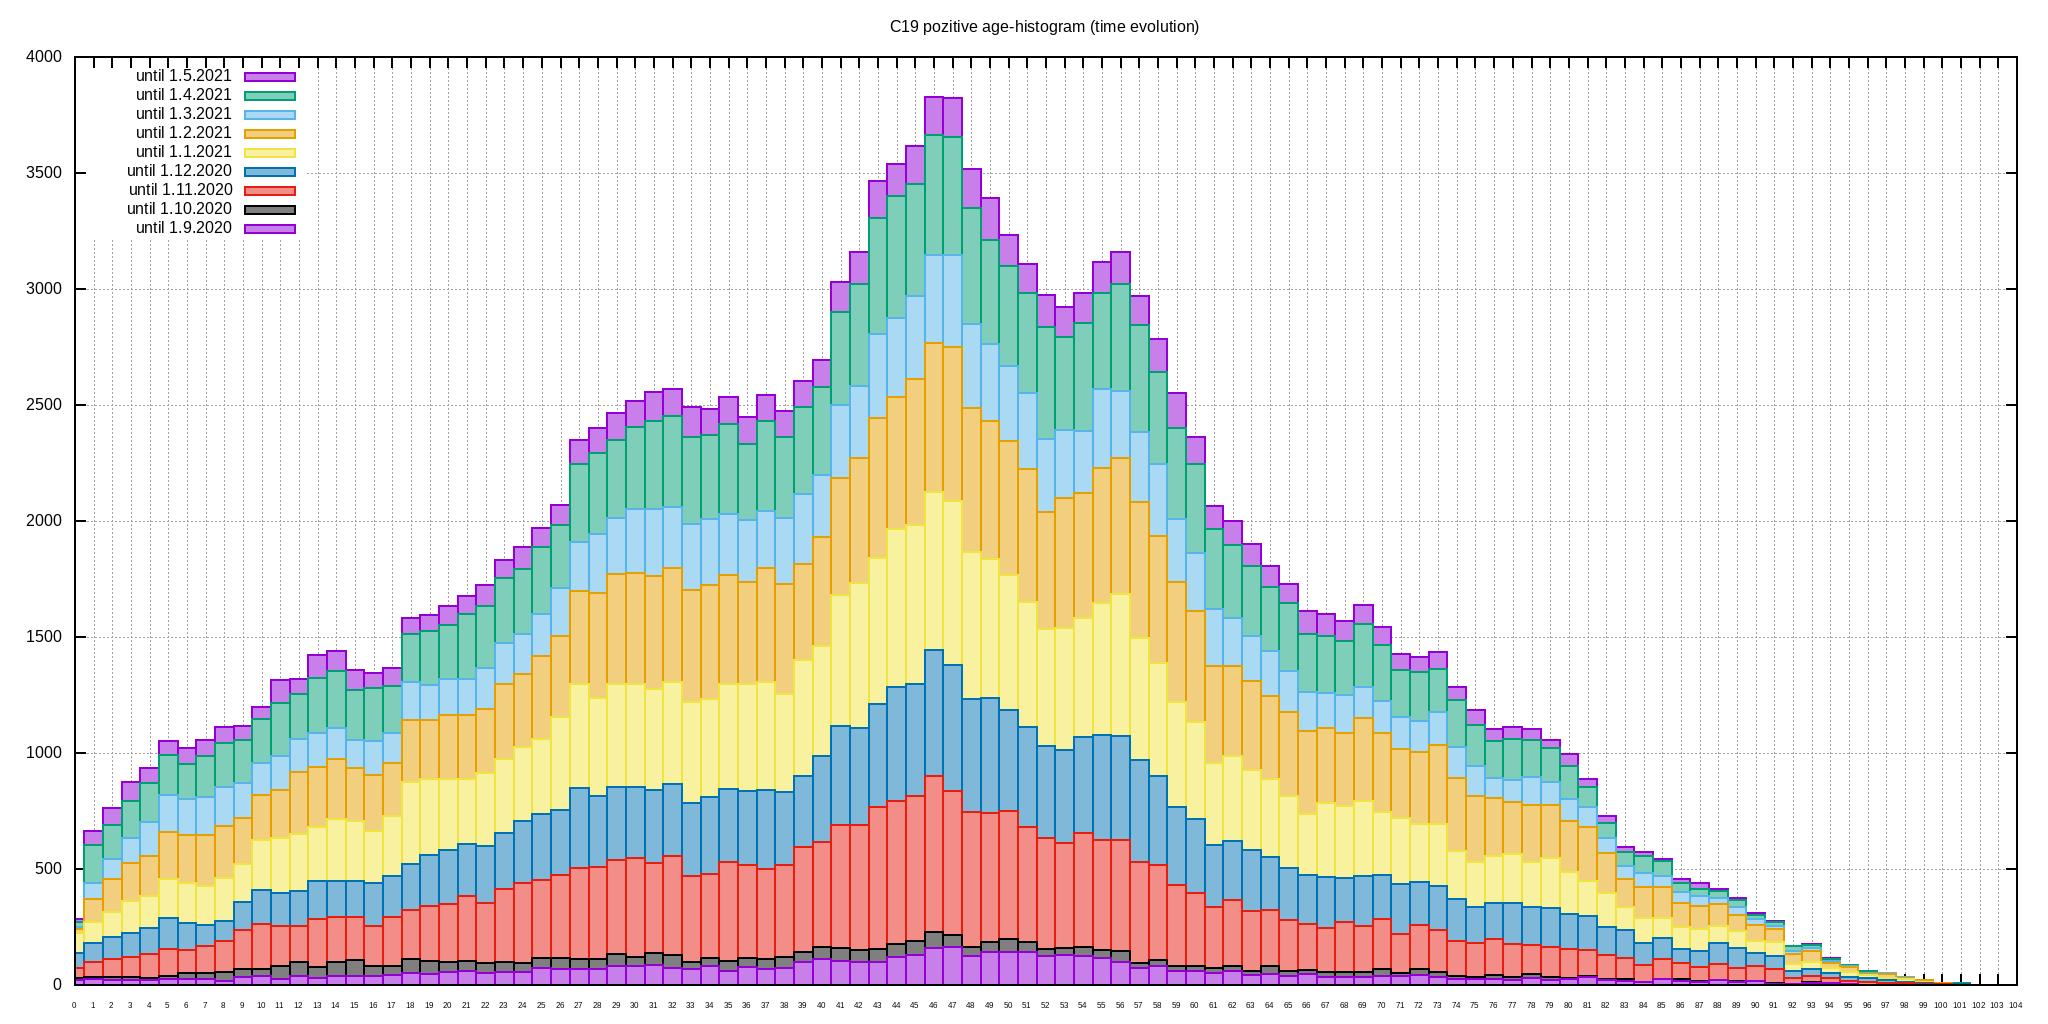 C19 pozitive age-histogram (time evolution)
4000
3500
3000
2500
2000
1500
1000
500
0
until 1.5.2021
until 1.4.2021
until 1.3.2021
until 1.2.2021
until 1.1.2021
until 1.12.2020
until 1.11.2020
until 1.10.2020
until 1.9.2020
0 1 2 3 4 5 6 7 8 9 10 11 12 13 14 15 16 17 18 19 20 21 22 23 24 25 26 27 28 29 30 31 32 33 34 35 36 37 38 39 40 41 42 43 44 45 46 47 48 49 50 51 52 53 54 55 56 57 58 59 60 61 62 63 64 65 66 67 68 69 70 71 72 73 74 75 76 77 78 79 80 81 82 83 84 85 86 87 88 89 90 91 92 93 94 95 96 97 98 99 100 101 102 103 104